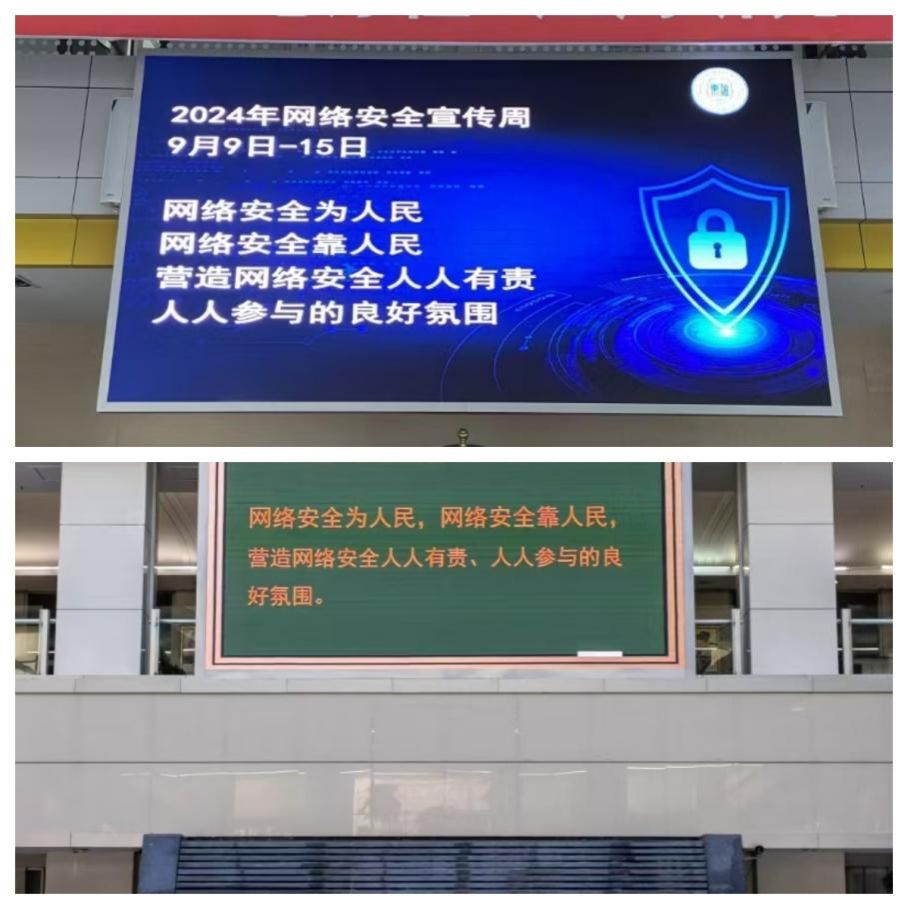 2024年网络安全宣传周
9月9日-15日
网络安全为人民
网络安全靠人民
营造网络安全人人有责
人人参与的良好氛围
网络安全为人民，网络安全靠人民，
营造网络安全人人有责、人人参与的良
好氛围。